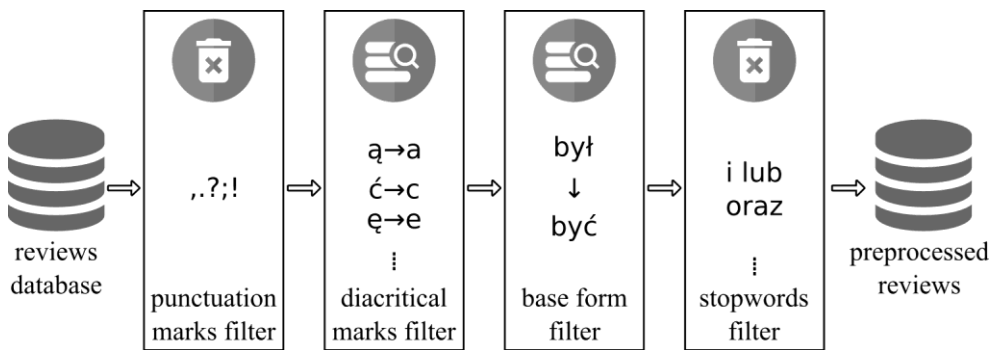 reviews
database
,.?;!
punctuation
marks filter
ą→a
ć→c
ę→e
⁞
diacritical
marks filter
był
↓
być
base form
filter
i lub
oraz
⁞
stopwords
filter
preprocessed
reviews